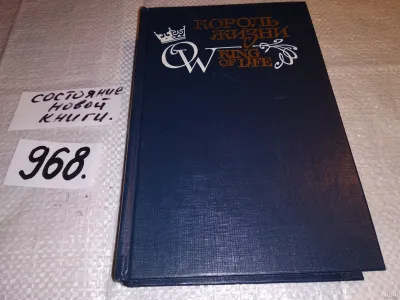 КОРОЛЬ
ЖИЗНИ
OW
KING
OF LIFE
СОСТОЯНИЕ
НОВОЙ
КНИГИ.
968.